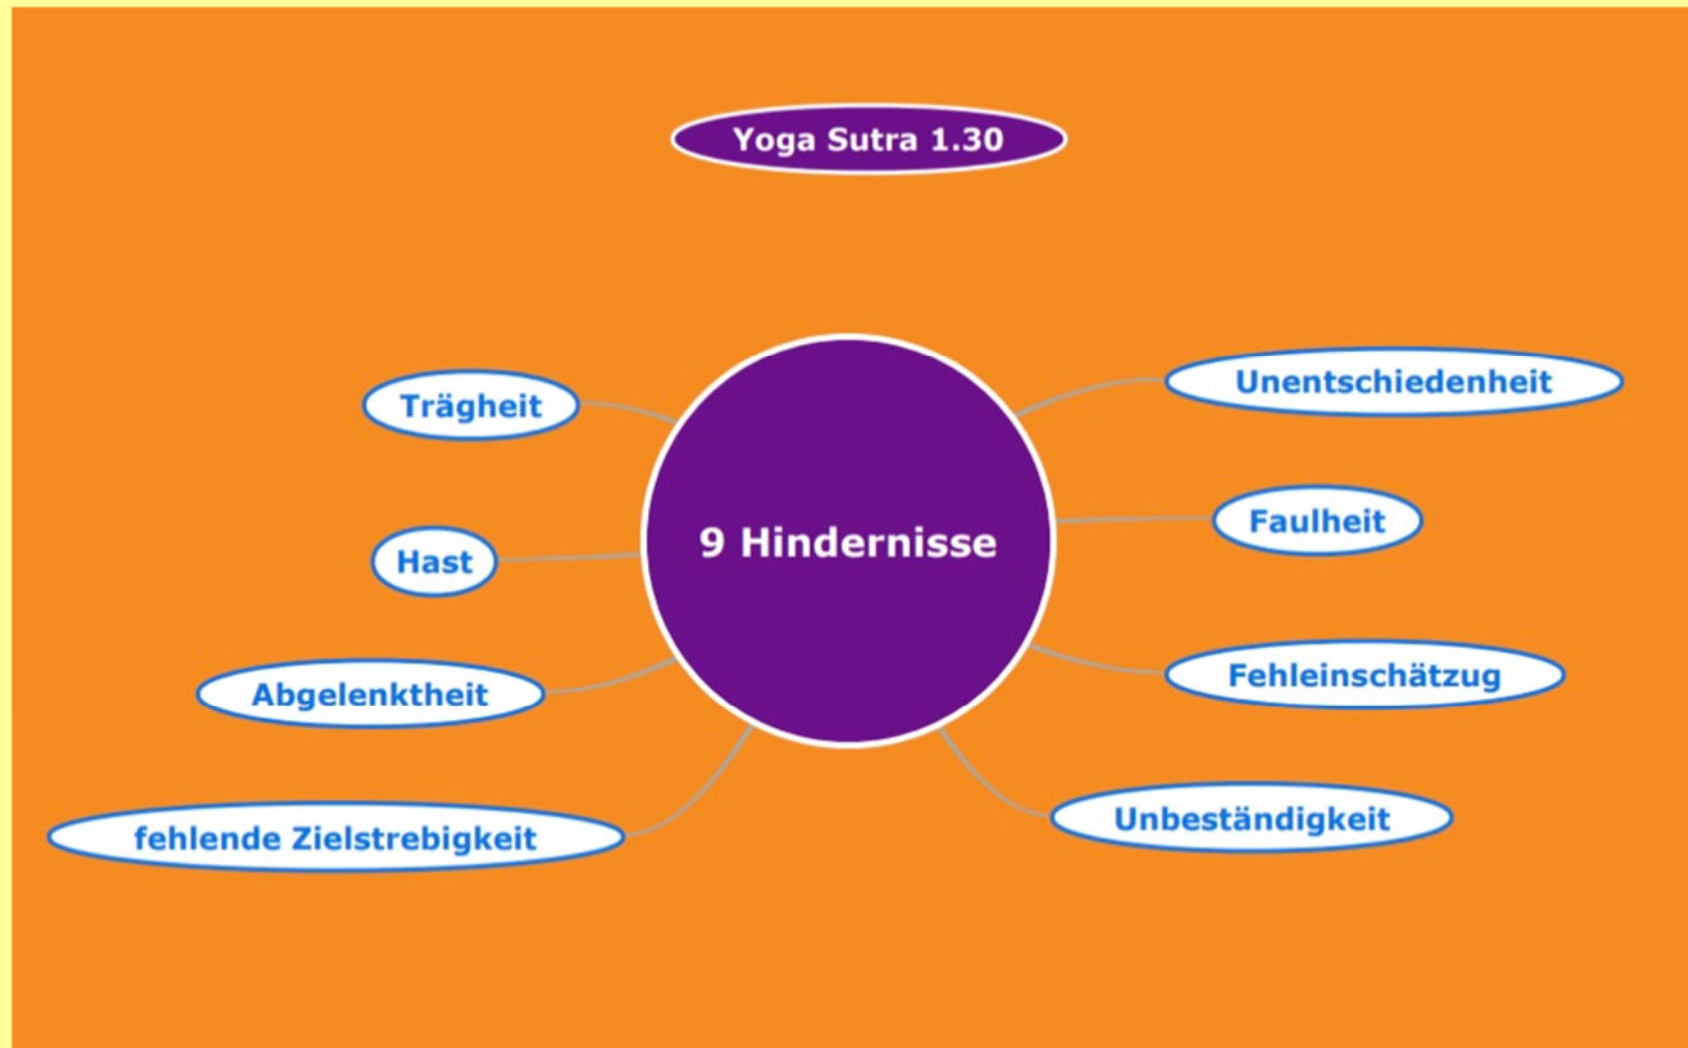 Yoga Sutra 1.30
9 Hindernisse
Trägheit
Hast
Abgelenktheit
fehlende Zielstrebigkeit
Unentschiedenheit
Faulheit
Fehleinschätzug
Unbeständigkeit